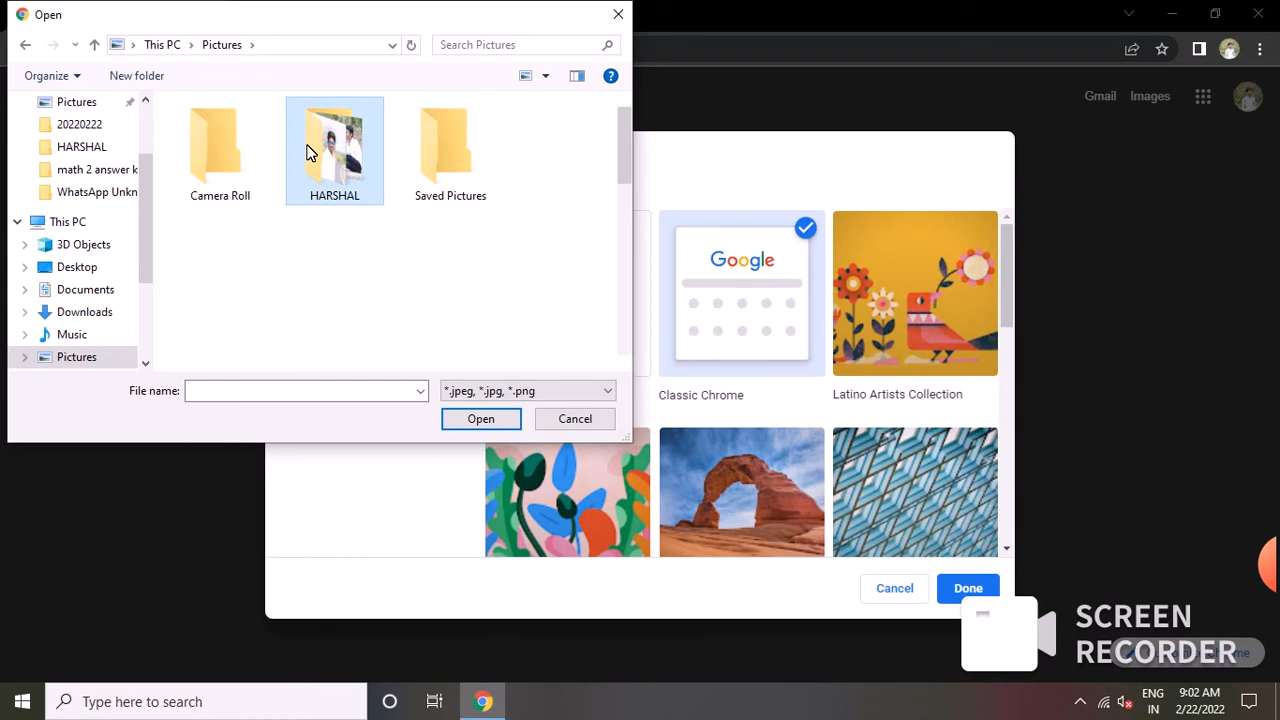 Open
This PC
Pictures
Search Pictures
Organize
New folder
Pictures
20220222
HARSHAL
math 2 answer k
WhatsApp Unkn
This PC
3D Objects
Desktop
Documents
Downloads
Music
Pictures
Camera Roll
HARSHAL
Saved Pictures
File name:
*.jpeg, *.jpg, *.png
Open
Cancel
Gmail
Images
Google
Classic Chrome
Latino Artists Collection
Cancel
Done
SCREEN
RECORDER
Type here to search
ENG
IN
9:02 AM
2/22/2022